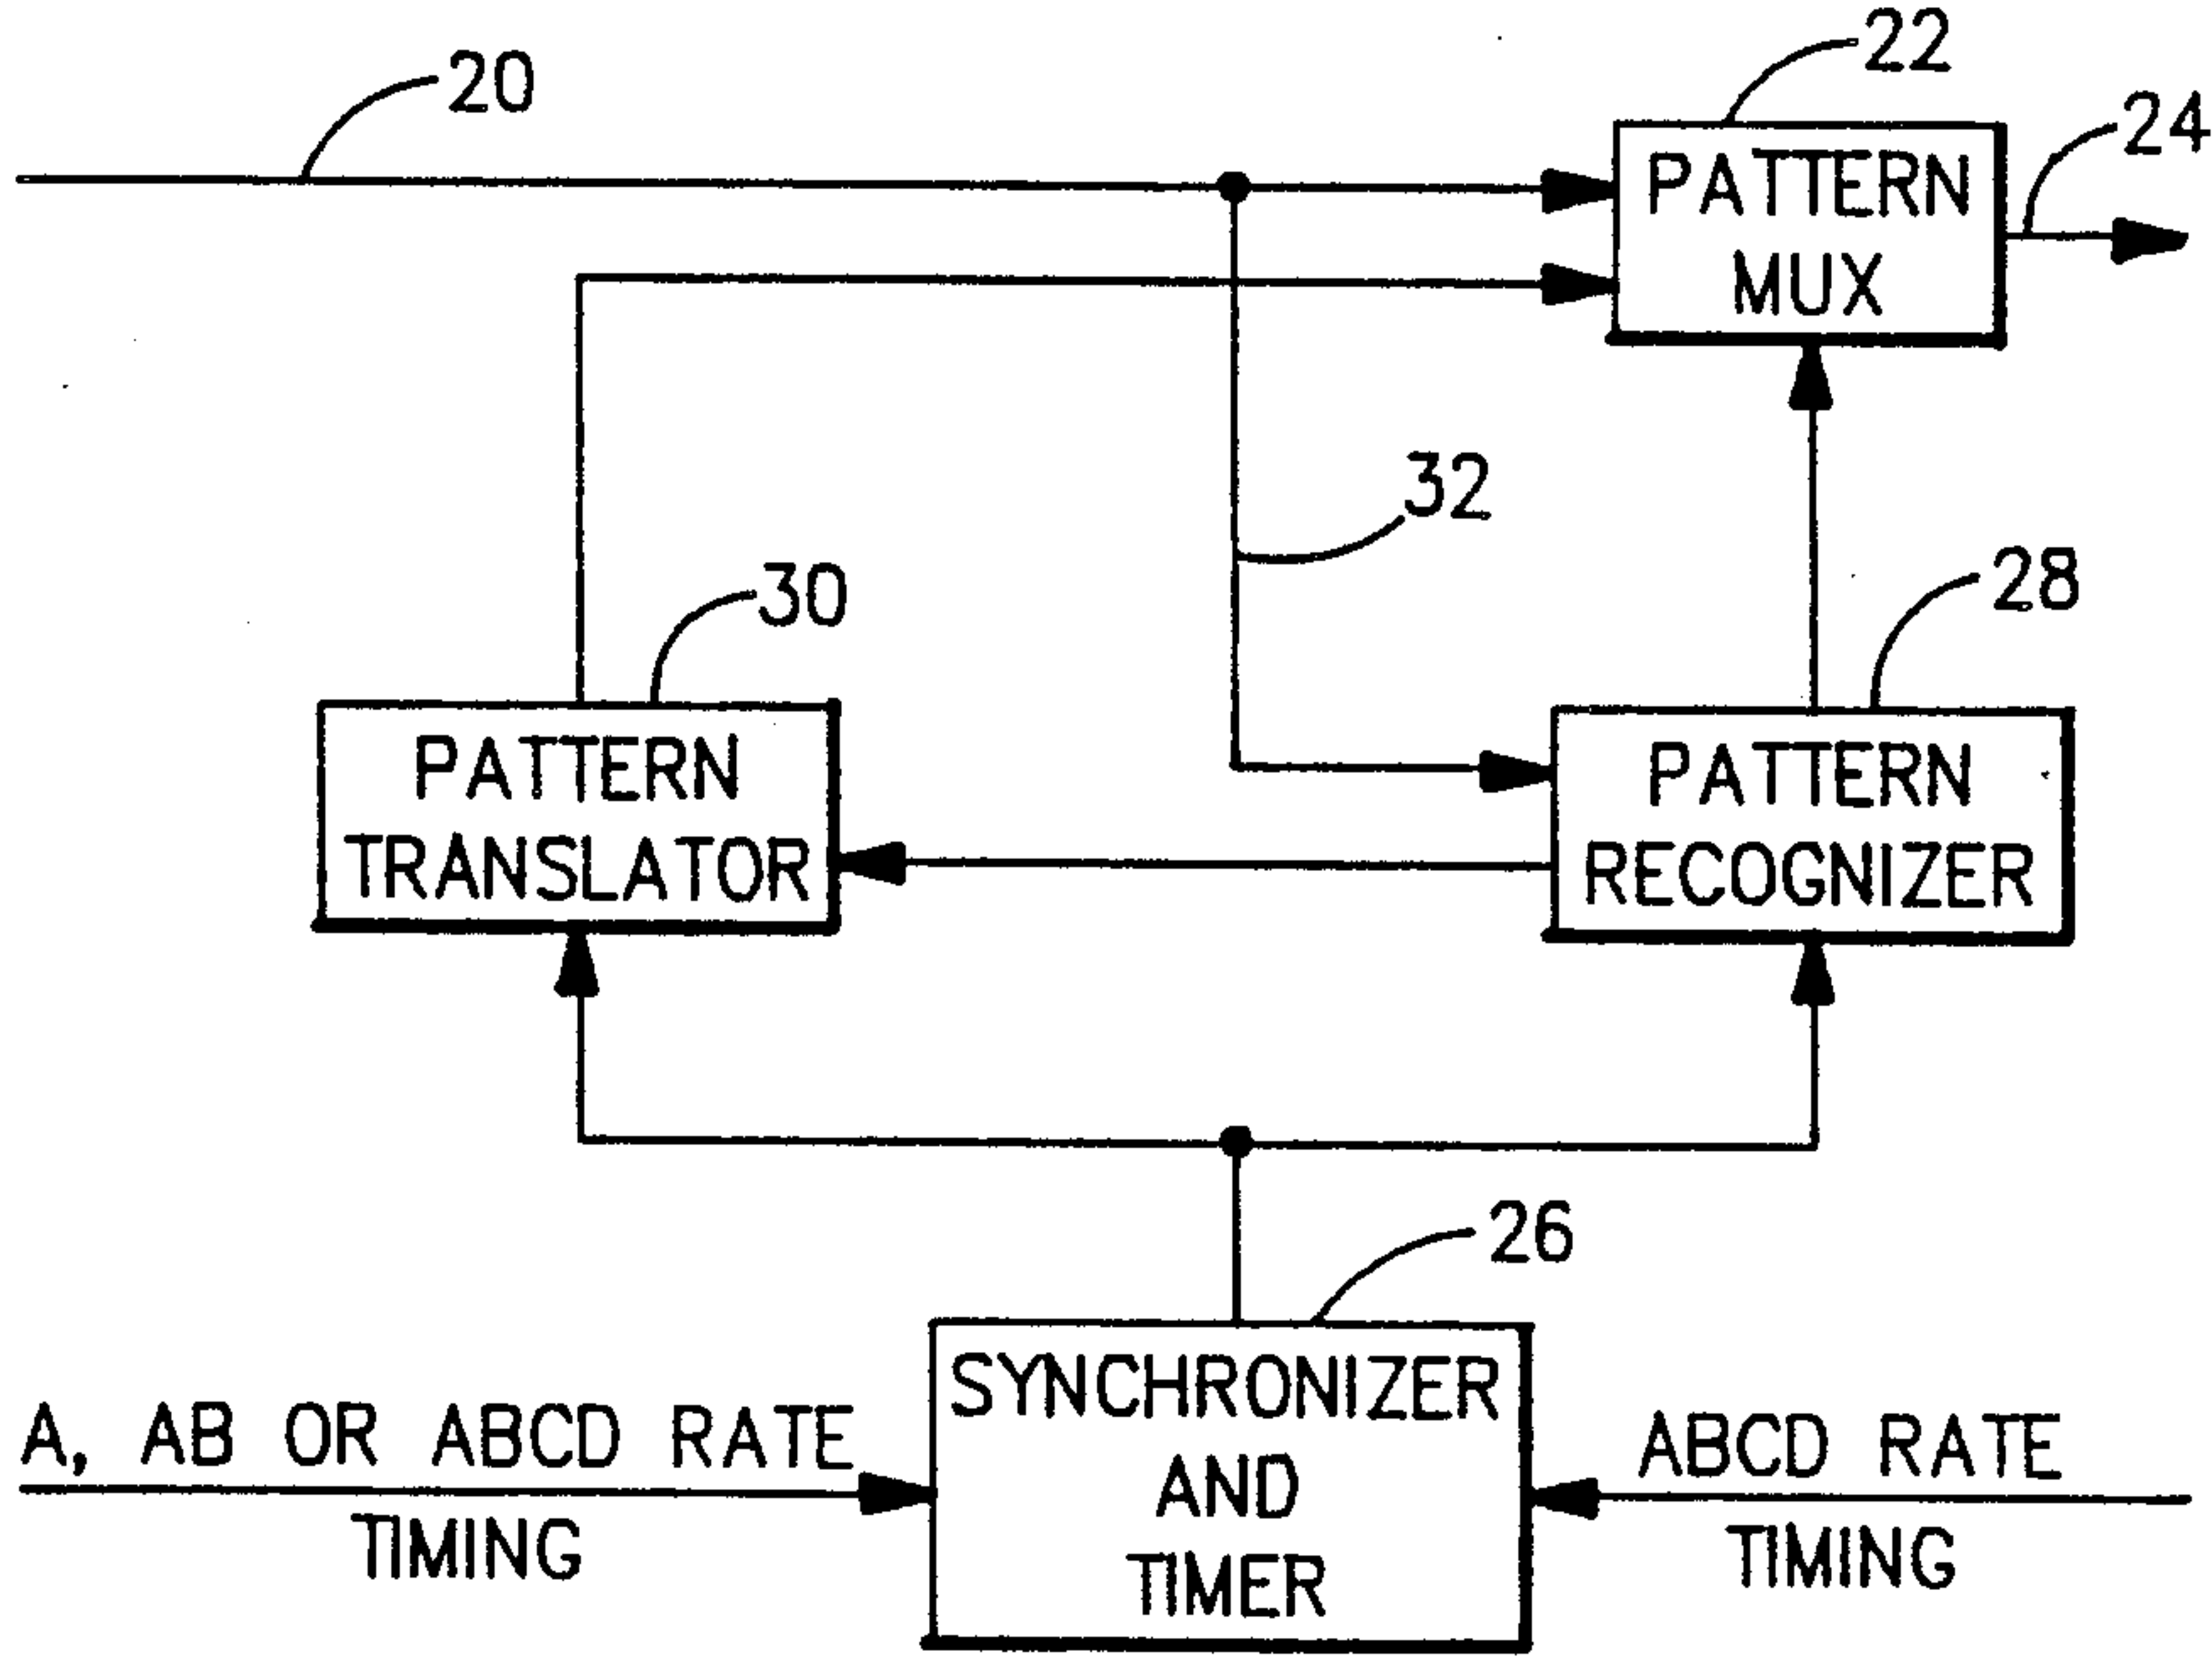 20
22
24
PATTERN
MUX
32
30
28
PATTERN
TRANSLATOR
PATTERN
RECOGNIZER
26
SYNCHRONIZER
AND
TIMER
A, AB OR ABCD RATE
TIMING
ABCD RATE
TIMING